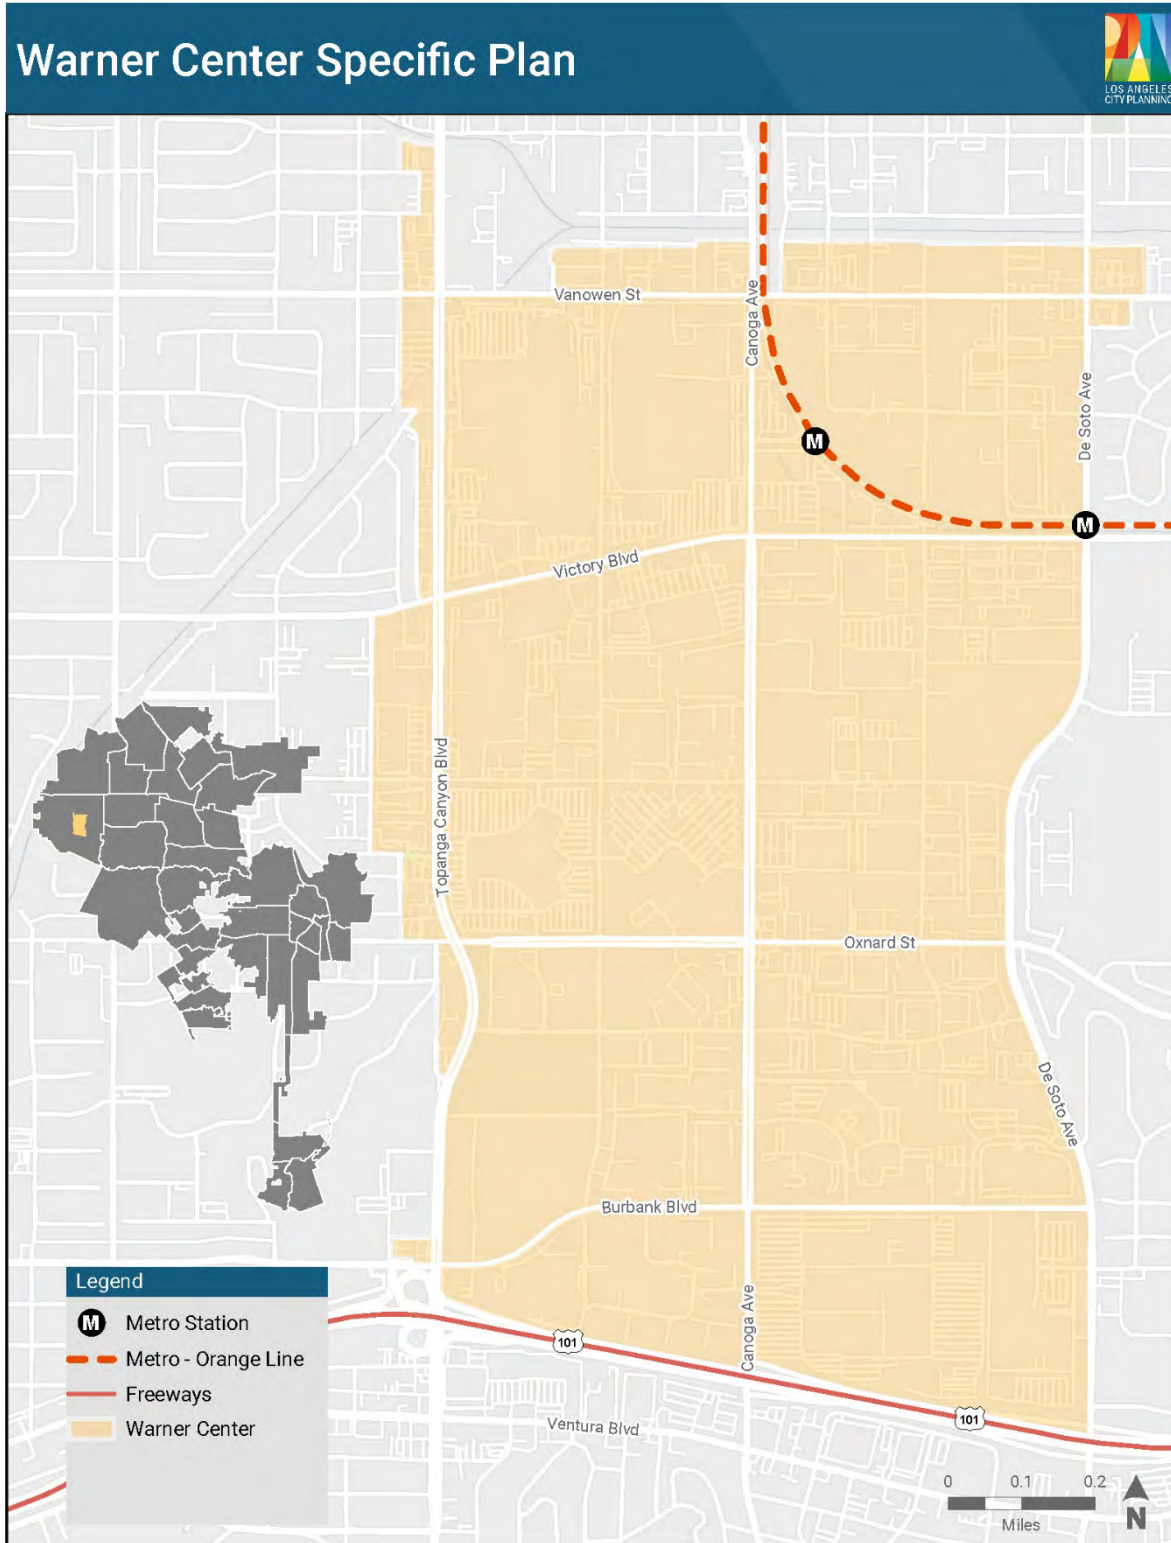 Warner Center Specific Plan
LOS ANGELES
CITY PLANNING
Vanowen St
Canoga Ave
De Soto Ave
M
M
Victory Blvd
Topanga Canyon Blvd
Oxnard St
De Soto Ave
Burbank Blvd
Canoga Ave
101
101
Ventura Blvd
Legend
M Metro Station
Metro - Orange Line
Freeways
Warner Center
0 0.1 0.2
Miles
N